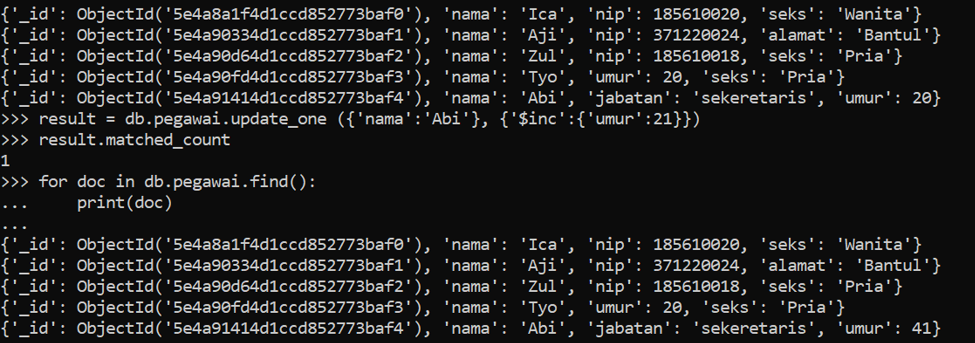 {'_id': ObjectId('5e4a8a1f4d1ccd852773baf0'), 'nama': 'Ica', 'nip': 185610020, 'seks': 'Wanita'}
{'_id': ObjectId('5e4a90334d1ccd852773baf1'), 'nama': 'Aji', 'nip': 371220024, 'alamat': 'Bantul'}
{'_id': ObjectId('5e4a90d64d1ccd852773baf2'), 'nama': 'Zul', 'nip': 185610018, 'seks': 'Pria'}
{'_id': ObjectId('5e4a90fd4d1ccd852773baf3'), 'nama': 'Tyo', 'umur': 20, 'seks': 'Pria'}
{'_id': ObjectId('5e4a91414d1ccd852773baf4'), 'nama': 'Abi', 'jabatan': 'sekeretaris', 'umur': 20}
>>> result = db.pegawai.update_one ({'nama':'Abi'}, {'$inc':{'umur':21}})
>>> result.matched_count
1
>>> for doc in db.pegawai.find():
...     print(doc)
...
{'_id': ObjectId('5e4a8a1f4d1ccd852773baf0'), 'nama': 'Ica', 'nip': 185610020, 'seks': 'Wanita'}
{'_id': ObjectId('5e4a90334d1ccd852773baf1'), 'nama': 'Aji', 'nip': 371220024, 'alamat': 'Bantul'}
{'_id': ObjectId('5e4a90d64d1ccd852773baf2'), 'nama': 'Zul', 'nip': 185610018, 'seks': 'Pria'}
{'_id': ObjectId('5e4a90fd4d1ccd852773baf3'), 'nama': 'Tyo', 'umur': 20, 'seks': 'Pria'}
{'_id': ObjectId('5e4a91414d1ccd852773baf4'), 'nama': 'Abi', 'jabatan': 'sekeretaris', 'umur': 41}